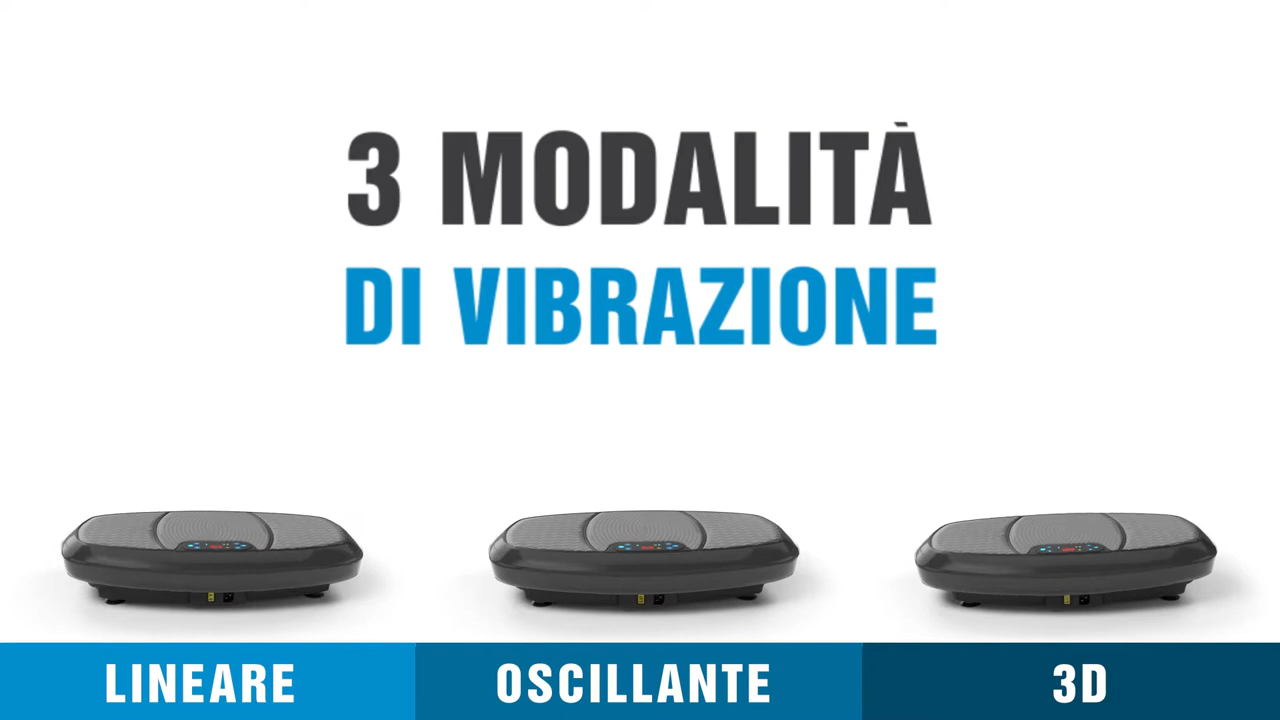 3 MODALITÀ
DI VIBRAZIONE
LINEARE
OSCILLANTE
3D